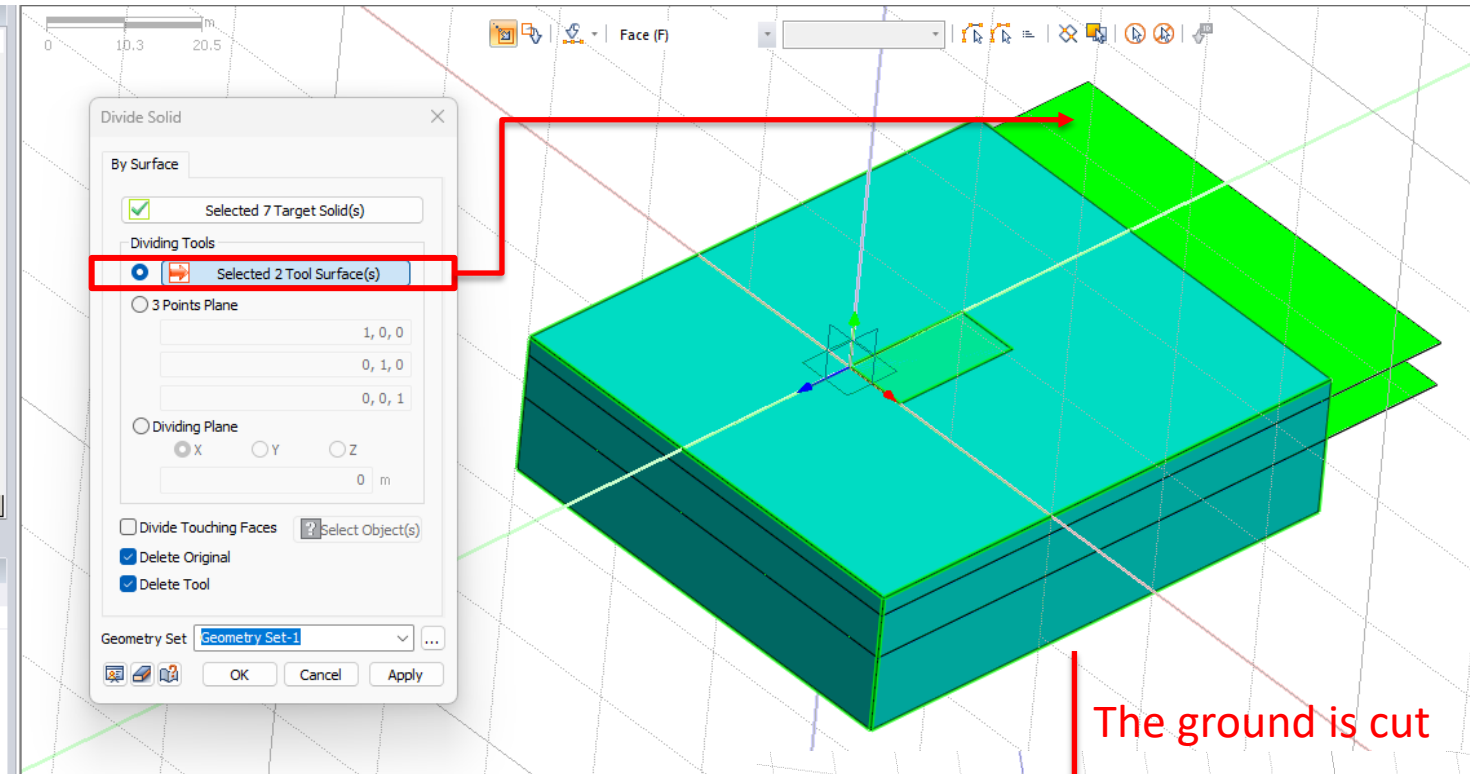 m
0 10.3 20.5
Face (F)
Divide Solid
By Surface
Selected 7 Target Solid(s)
Dividing Tools
Selected 2 Tool Surface(s)
3 Points Plane
1, 0, 0
0, 1, 0
0, 0, 1
Dividing Plane
X Y Z
0 m
Divide Touching Faces ? Select Object(s)
Delete Original
Delete Tool
Geometry Set Geometry Set-1 ...
OK Cancel Apply
The ground is cut